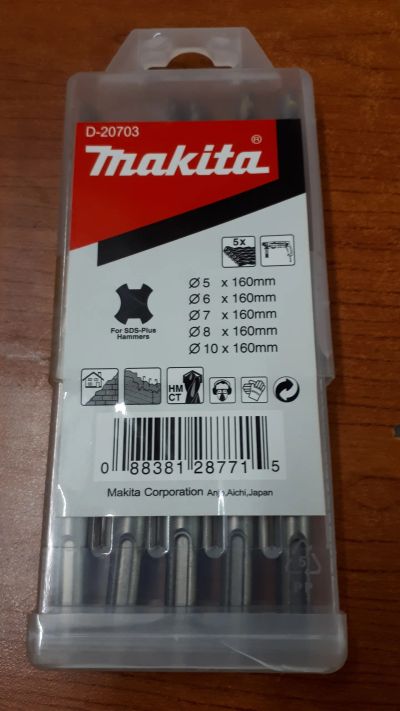 D-20703
makita®
5x
Ø 5 x 160mm
Ø 6 x 160mm
Ø 7 x 160mm
Ø 8 x 160mm
Ø 10 x 160mm
For SDS-Plus
Hammers
HM
CT
0 88381 28771 5
Makita Corporation Anjo,Aichi,Japan
5
PP